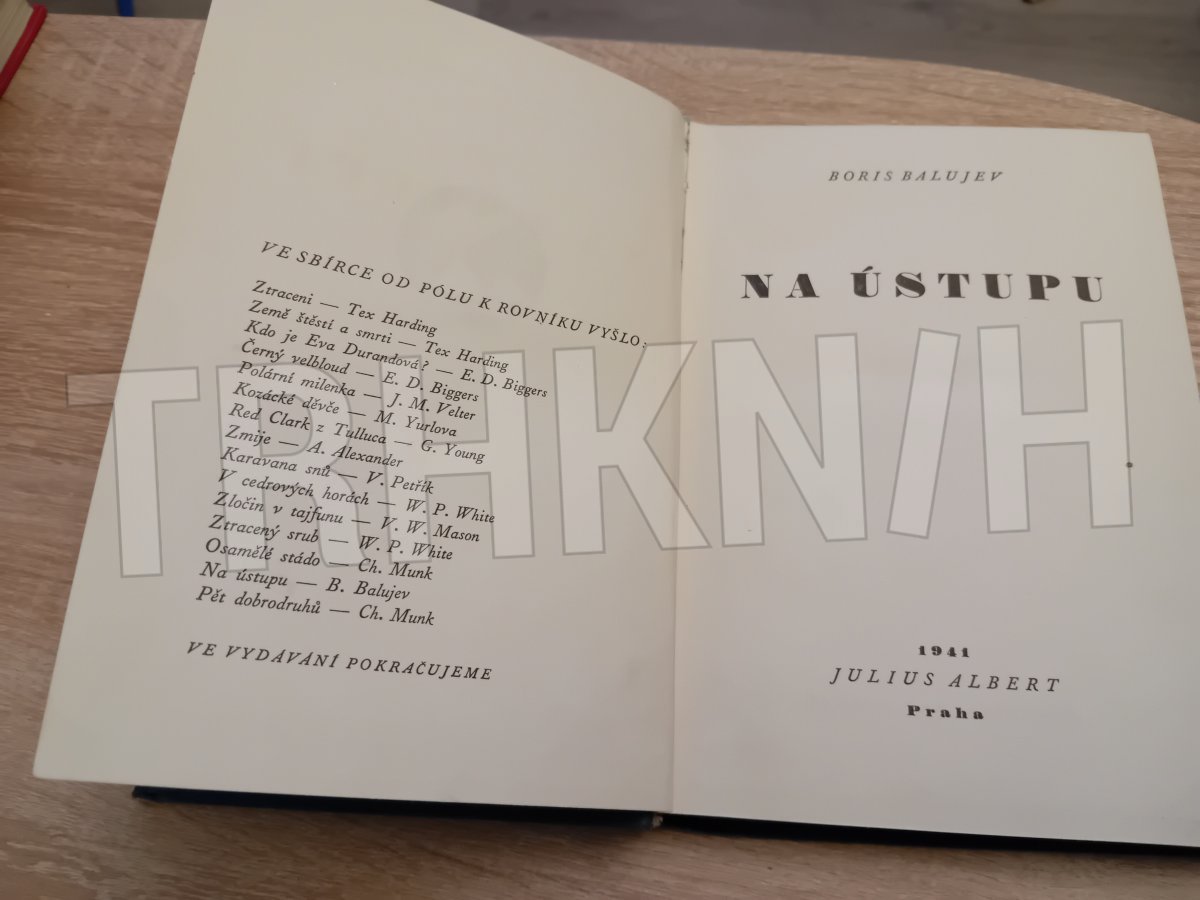 VE SBÍRCE OD PÓLU K ROVNÍKU VYŠLO:
Ztraceni — Tex Harding
Země štěstí a smrti — Tex Harding
Kdo je Eva Durandová? — E. D. Biggers
Černý velbloud — E. D. Biggers
Polární milenka — J. M. Velter
Kozácké děvče — M. Yurlova
Red Clark z Tulluca — G. Young
Zmije — A. Alexander
Karavana snů — V. Petřík
V cedrových horách — W. P. White
Zločin v tajfunu — V. W. Mason
Ztracený srub — W. P. White
Osamělé stádo — Ch. Munk
Na ústupu — B. Balujev
Pět dobrodruhů — Ch. Munk
VE VYDÁVÁNÍ POKRAČUJEME
BORIS BALUJEV
NA ÚSTUPU
1941
JULIUS ALBERT
Praha
TRHKNIH